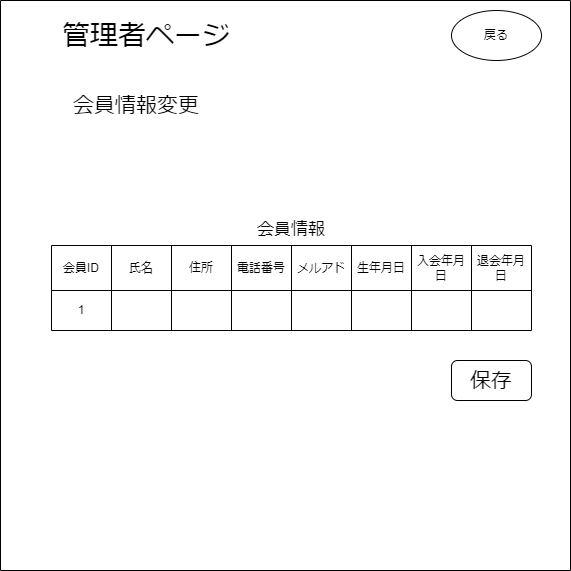 管理者ページ
戻る
会員情報変更
会員情報
会員ID
氏名
住所
電話番号
メルアド
生年月日
入会年月
日
退会年月
日
1
保存